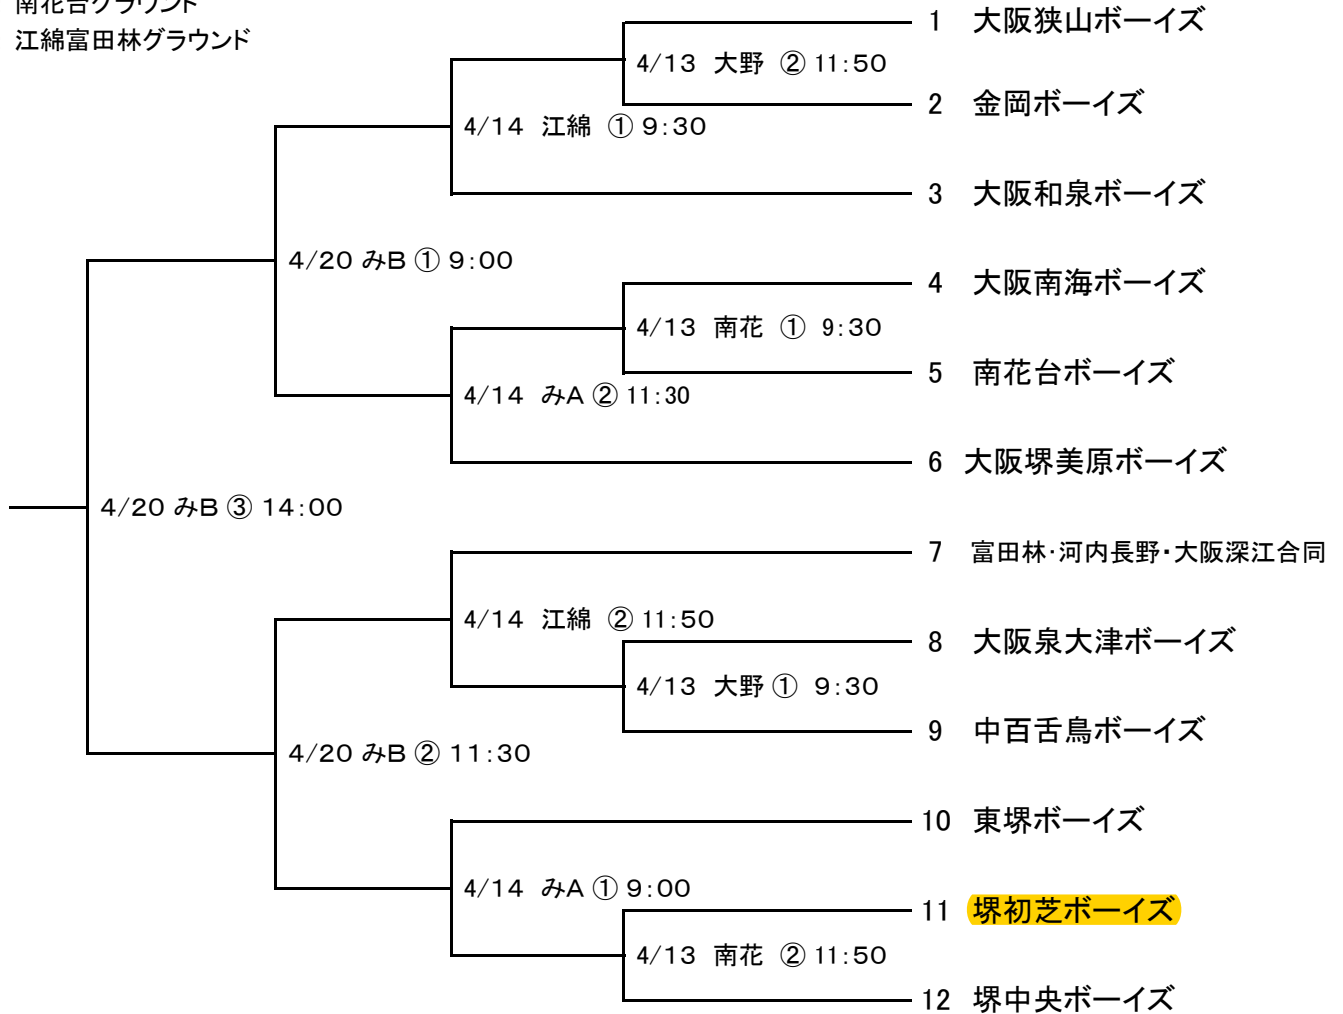 南花台グラウンド
江綿富田林グラウンド
1 大阪狭山ボーイズ
4/13 大野 ② 11:50
2 金岡ボーイズ
4/14 江綿 ① 9:30
3 大阪和泉ボーイズ
4/20 みB ① 9:00
4 大阪南海ボーイズ
4/13 南花 ① 9:30
5 南花台ボーイズ
4/14 みA ② 11:30
6 大阪堺美原ボーイズ
4/20 みB ③ 14:00
7 富田林・河内長野・大阪深江合同
4/14 江綿 ② 11:50
8 大阪泉大津ボーイズ
4/13 大野 ① 9:30
9 中百舌鳥ボーイズ
4/20 みB ② 11:30
10 東堺ボーイズ
4/14 みA ① 9:00
11 堺初芝ボーイズ
4/13 南花 ② 11:50
12 堺中央ボーイズ